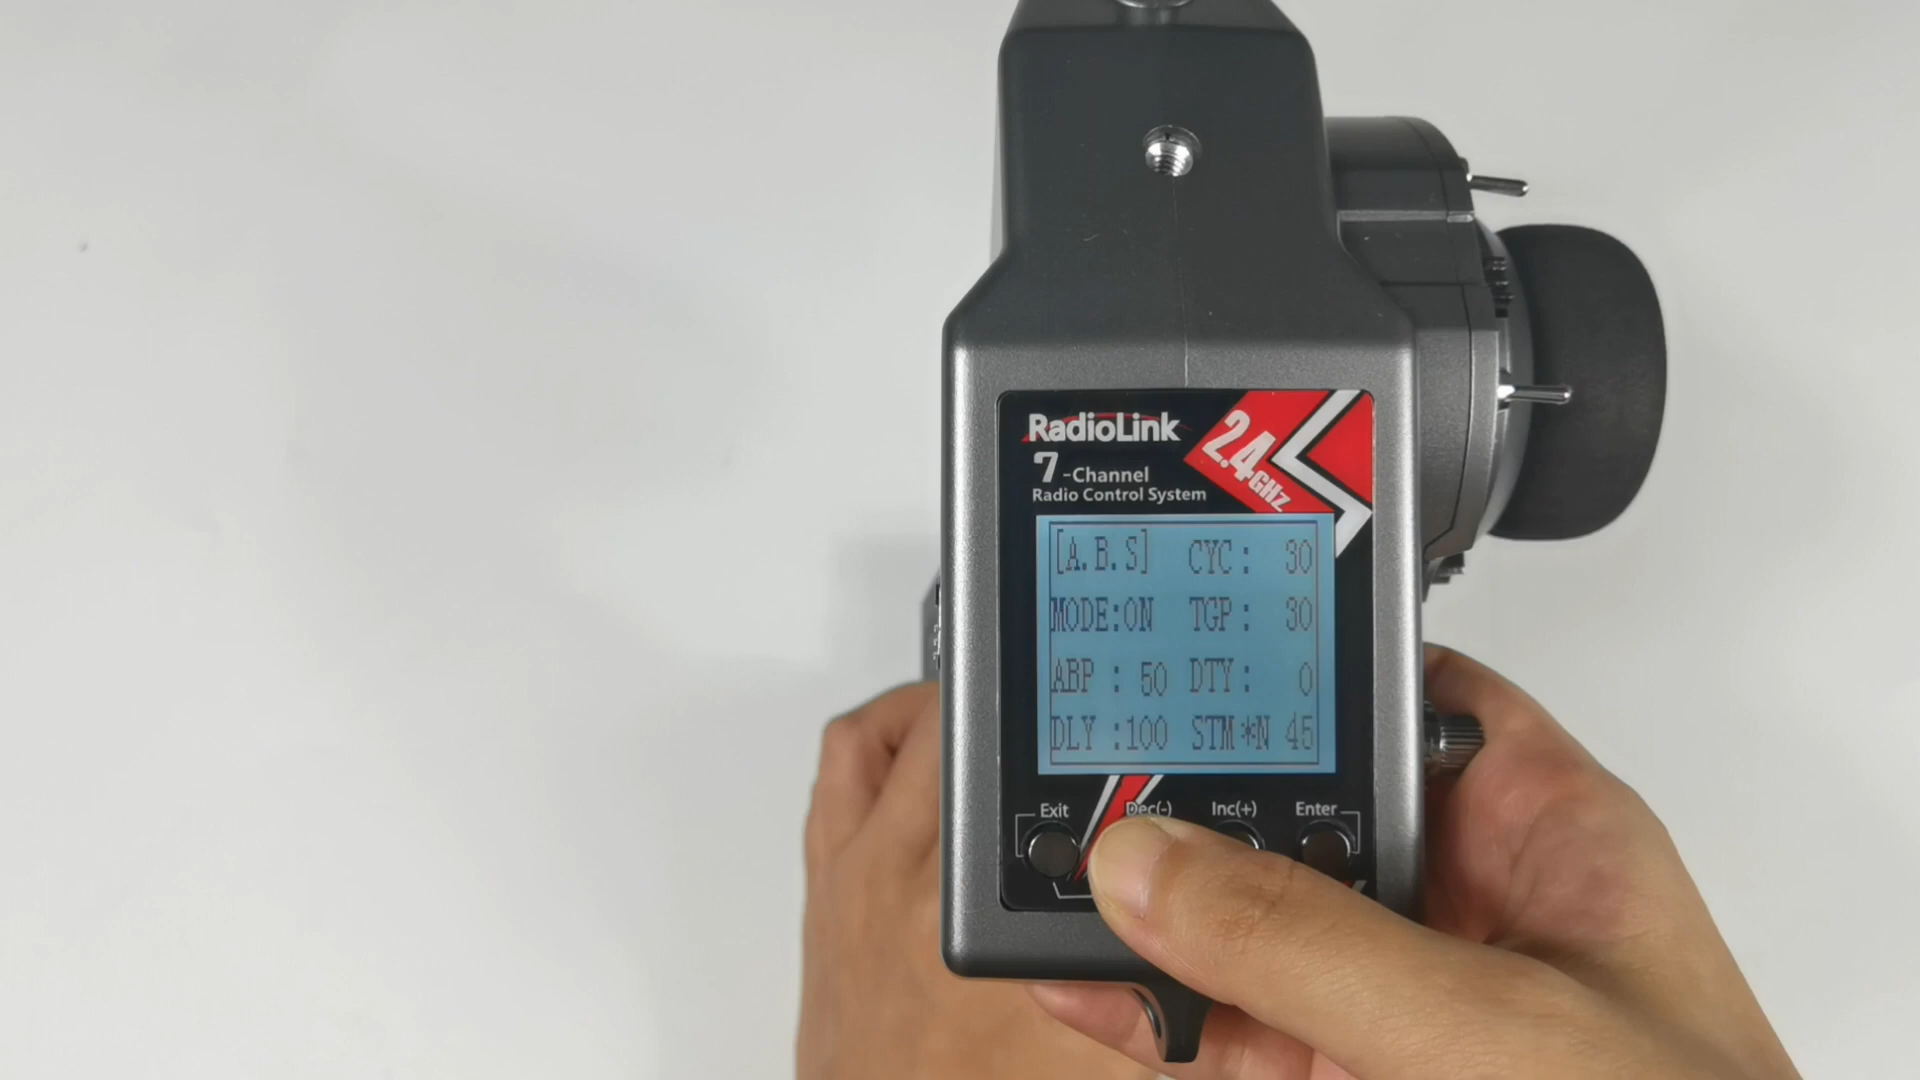 RadioLink
7-Channel
Radio Control System
2.4GHz
[A.B.S] CYC: 30
MODE:ON TGP: 30
ABP : 50 DTY: 0
DLY :100 STM*N 45
Exit Dec(-) Inc(+) Enter